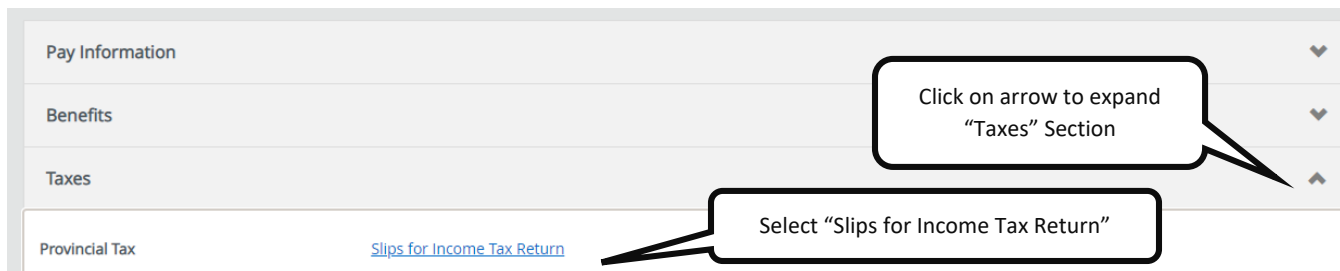 Pay Information
Click on arrow to expand
“Taxes” Section
Benefits
Taxes
Select “Slips for Income Tax Return”
Provincial Tax Slips for Income Tax Return